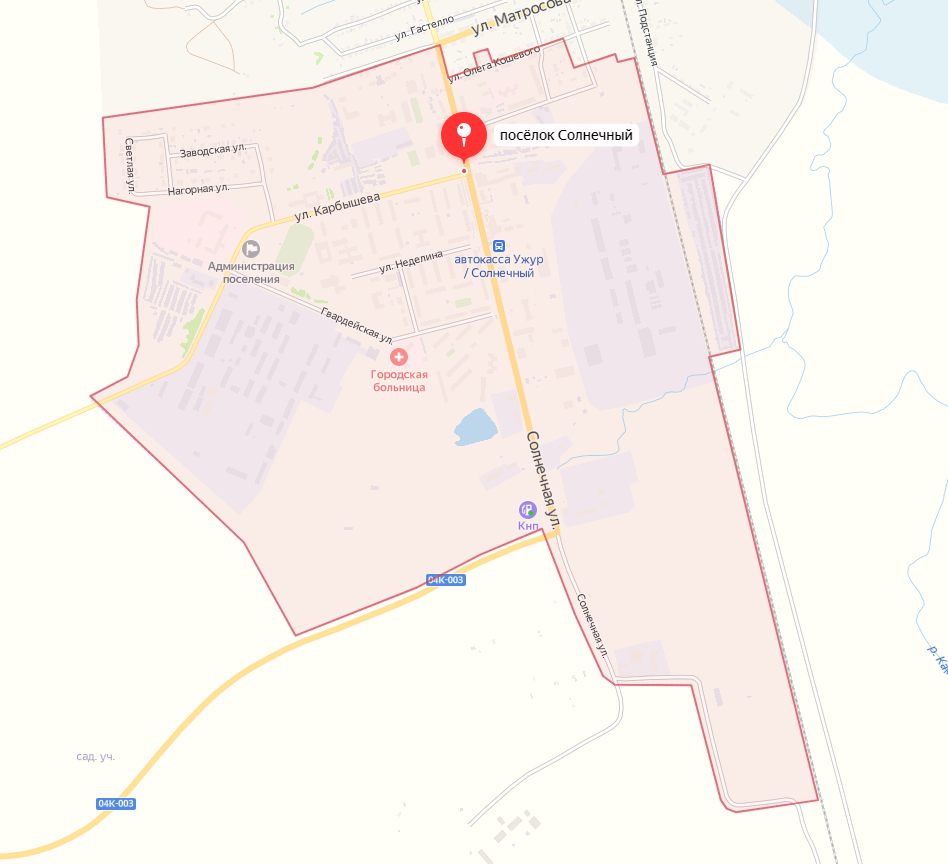 ул. Матросова
ул. Гастелло
ул. Подстанция
ул. Олега Кошевого
посёлок Солнечный
Светлая ул.
Заводская ул.
Нагорная ул.
ул. Карбышева
Администрация
поселения
ул. Неделина
автокасса Ужур
/ Солнечный
Гвардейская ул.
Городская
больница
Солнечная ул.
Кнп
04К-003
Солнечная ул.
сад. уч.
04К-003